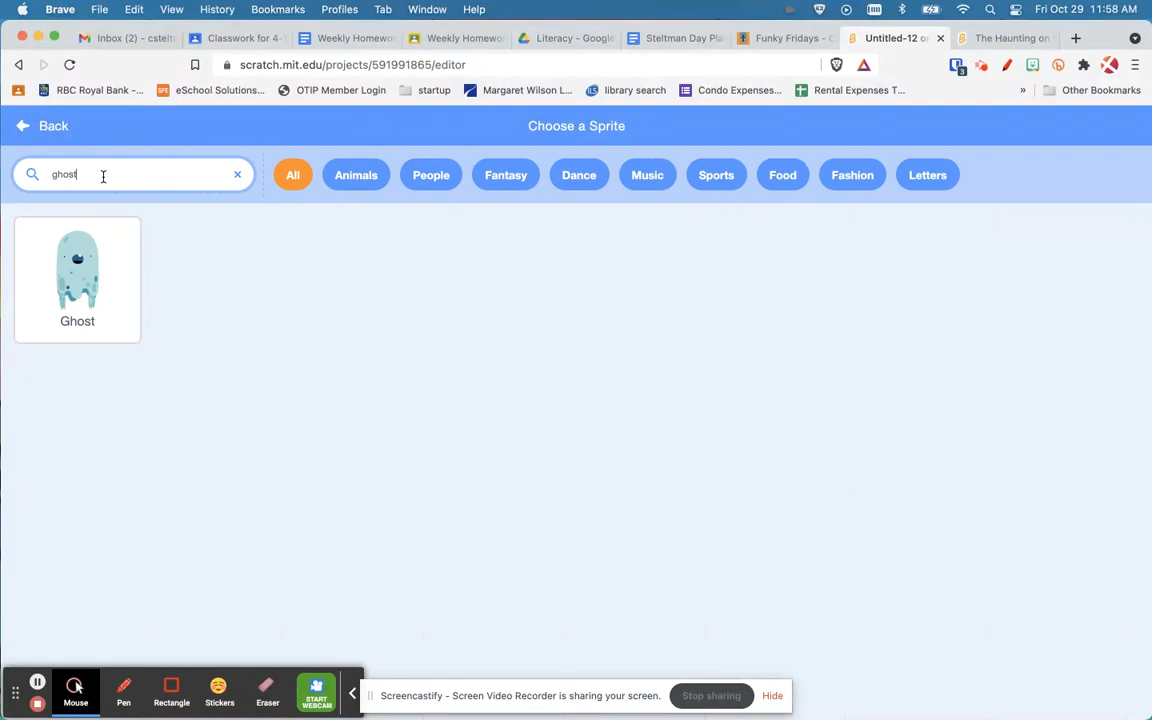 Brave File Edit View History Bookmarks Profiles Tab Window Help Fri Oct 29 11:58 AM
Inbox (2) - cstelt Classwork for 4- Weekly Homewor Weekly Homewor Literacy - Google Steltman Day Pla Funky Fridays - C Untitled-12 o The Haunting on
scratch.mit.edu/projects/591991865/editor
3
RBC Royal Bank -... eSchool Solutions... OTIP Member Login startup Margaret Wilson L... library search Condo Expenses... Rental Expenses T... » Other Bookmarks
Back Choose a Sprite
ghost All Animals People Fantasy Dance Music Sports Food Fashion Letters
Ghost
Mouse Pen Rectangle Stickers Eraser START WEBCAM
Screencastify - Screen Video Recorder is sharing your screen. Stop sharing Hide